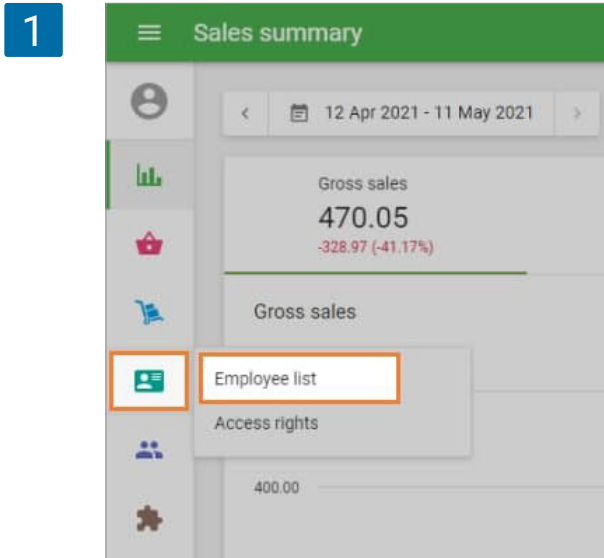 1
Sales summary
12 Apr 2021 - 11 May 2021
Gross sales
470.05
-328.97 (-41.17%)
Gross sales
Employee list
Access rights
400.00